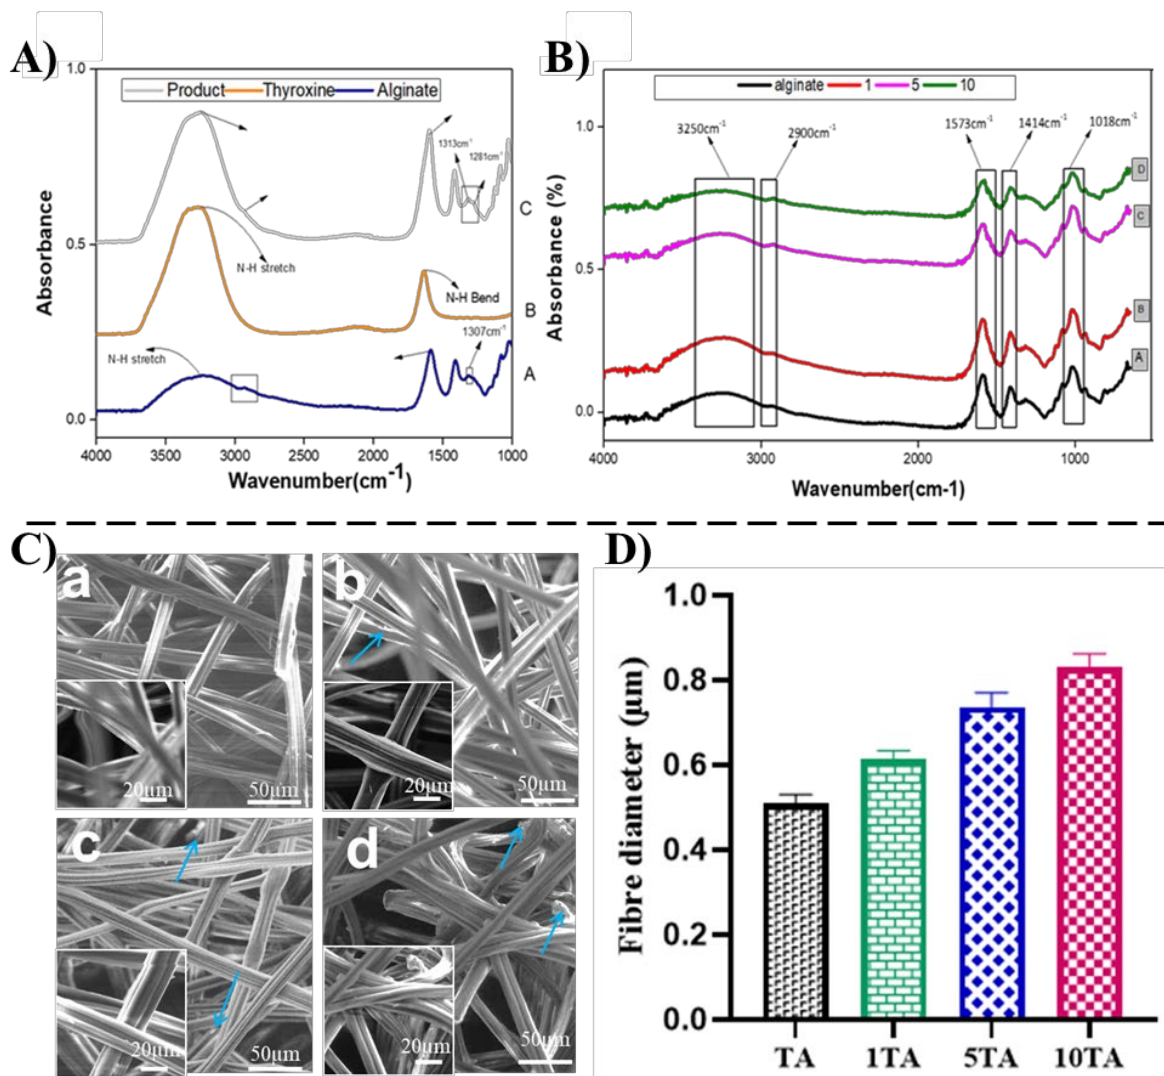 A)
1.0
0.5
0.0
Absorbance
Product Thyroxine Alginate
1313cm-1
1281cm-1
C
N-H stretch
N-H Bend
B
1307cm-1
N-H stretch
A
4000 3500 3000 2500 2000 1500 1000
Wavenumber(cm-1)
B)
1.0
0.5
0.0
Absorbance (%)
alginate 1 5 10
3250cm-1
2900cm-1
1573cm-1
1414cm-1
1018cm-1
D
C
B
A
4000 3000 2000 1000
Wavenumber(cm-1)
C)
a
20µm
50µm
b
20µm
50µm
c
20µm
50µm
d
20µm
50µm
D)
1.0
0.8
0.6
0.4
0.2
0.0
Fibre diameter (µm)
TA 1TA 5TA 10TA